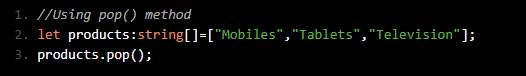 1. //Using pop() method
2. let products:string[]=["Mobiles","Tablets","Television"];
3. products.pop();